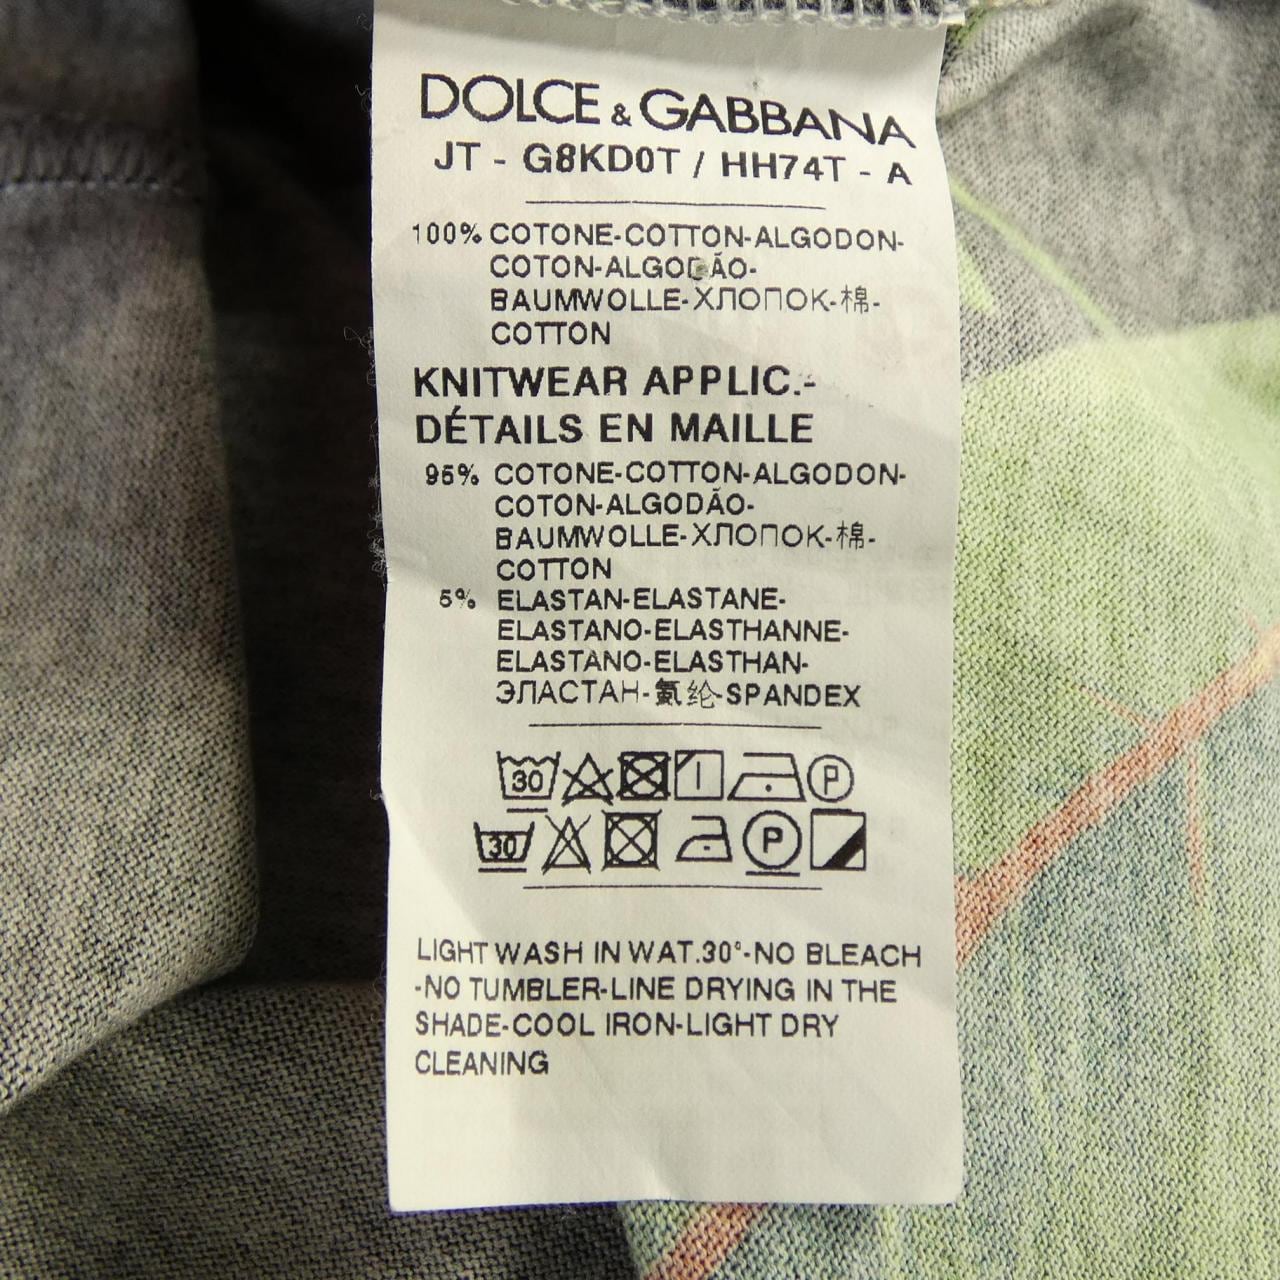 DOLCE & GABBANA
JT - G8KD0T / HH74T - A
100% COTONE-COTTON-ALGODON-
COTON-ALGODÃO-
BAUMWOLLE-ХЛОПОК-棉-
COTTON
KNITWEAR APPLIC.-
DÉTAILS EN MAILLE
95% COTONE-COTTON-ALGODON-
COTON-ALGODÃO-
BAUMWOLLE-ХЛОПОК-棉-
COTTON
5% ELASTAN-ELASTANE-
ELASTANO-ELASTHANNE-
ELASTANO-ELASTHAN-
ЭЛАСТАН-氨纶-SPANDEX
30 P
30 P
LIGHT WASH IN WAT.30°-NO BLEACH
-NO TUMBLER-LINE DRYING IN THE
SHADE-COOL IRON-LIGHT DRY
CLEANING